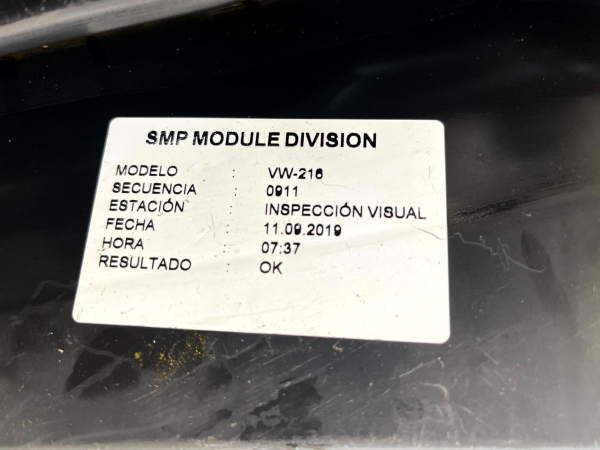 SMP MODULE DIVISION
MODELO : VW-216
SECUENCIA : 0911
ESTACIÓN : INSPECCIÓN VISUAL
FECHA : 11.09.2019
HORA : 07:37
RESULTADO : OK